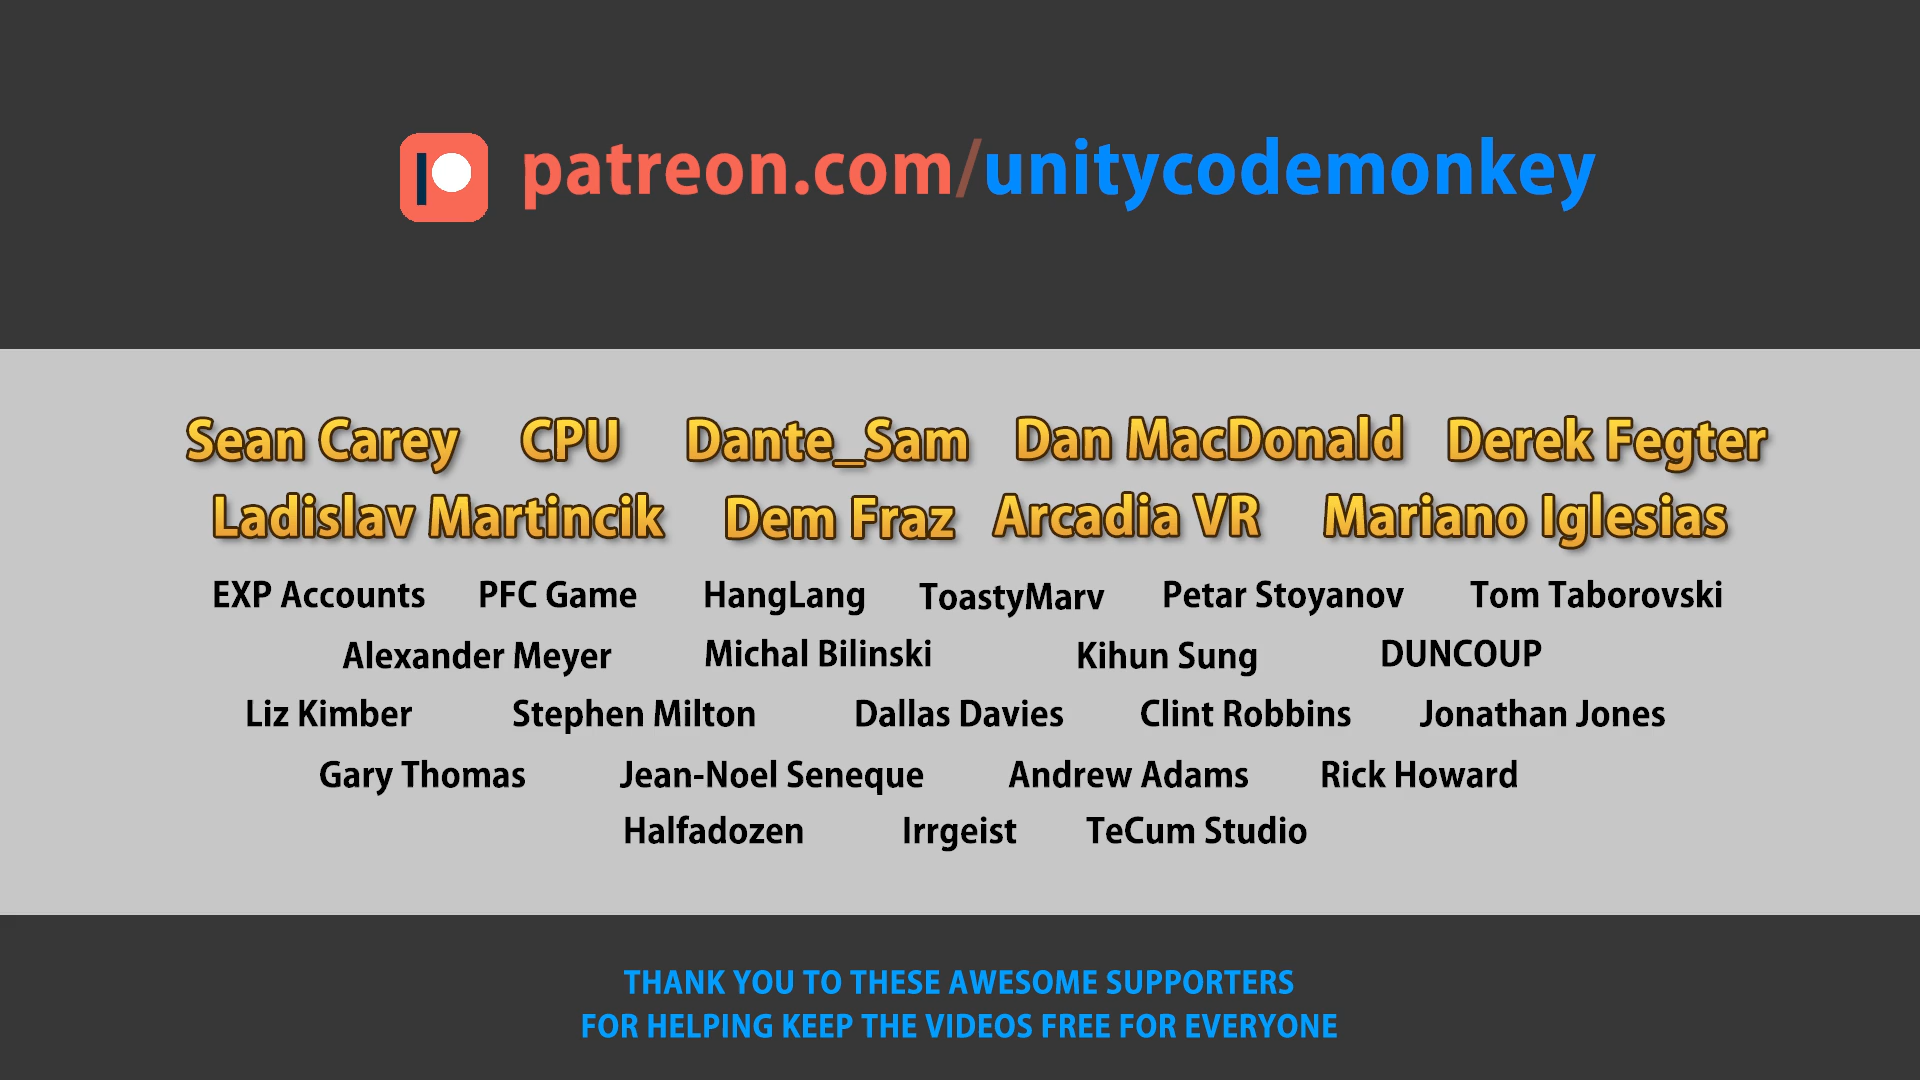 patreon.com/unitycodemonkey
Sean Carey CPU Dante_Sam Dan MacDonald Derek Fegter
Ladislav Martincik Dem Fraz Arcadia VR Mariano Iglesias
EXP Accounts PFC Game HangLang ToastyMarv Petar Stoyanov Tom Taborovski
Alexander Meyer Michal Bilinski Kihun Sung DUNCOUP
Liz Kimber Stephen Milton Dallas Davies Clint Robbins Jonathan Jones
Gary Thomas Jean-Noel Seneque Andrew Adams Rick Howard
Halfadozen Irrgeist TeCum Studio
THANK YOU TO THESE AWESOME SUPPORTERS
FOR HELPING KEEP THE VIDEOS FREE FOR EVERYONE